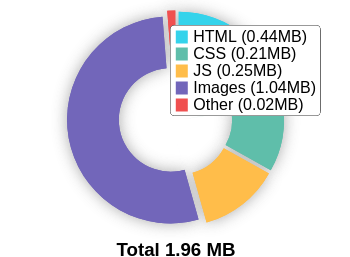 HTML (0.44MB)
CSS (0.21MB)
JS (0.25MB)
Images (1.04MB)
Other (0.02MB)
Total 1.96 MB